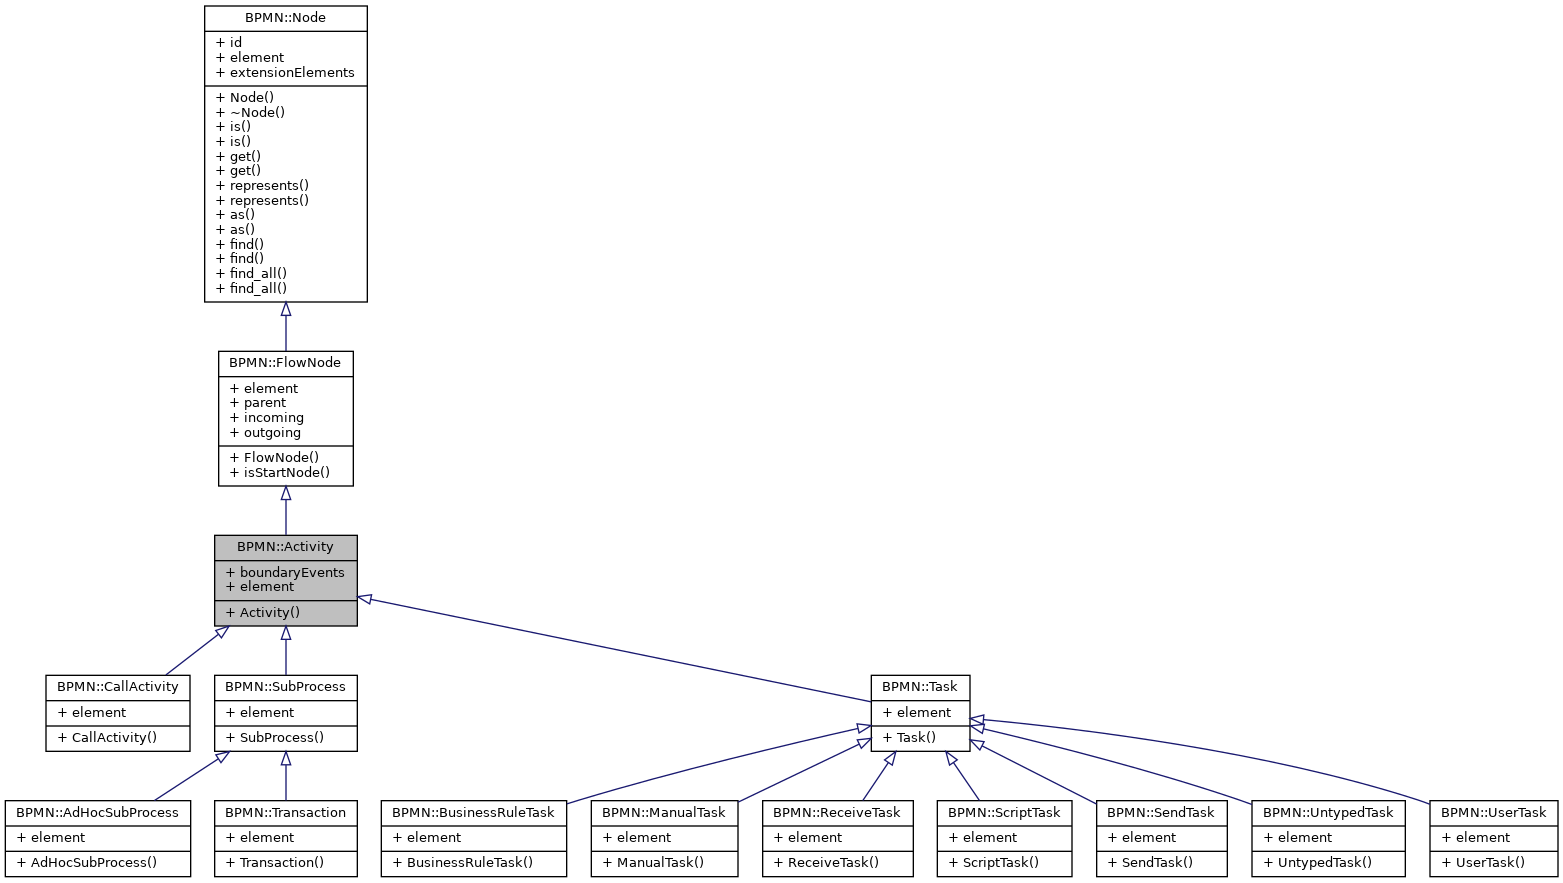 BPMN::Node
+ id
+ element
+ extensionElements
+ Node()
+ ~Node()
+ is()
+ is()
+ get()
+ get()
+ represents()
+ represents()
+ as()
+ as()
+ find()
+ find()
+ find_all()
+ find_all()
BPMN::FlowNode
+ element
+ parent
+ incoming
+ outgoing
+ FlowNode()
+ isStartNode()
BPMN::Activity
+ boundaryEvents
+ element
+ Activity()
BPMN::CallActivity
+ element
+ CallActivity()
BPMN::SubProcess
+ element
+ SubProcess()
BPMN::Task
+ element
+ Task()
BPMN::AdHocSubProcess
+ element
+ AdHocSubProcess()
BPMN::Transaction
+ element
+ Transaction()
BPMN::BusinessRuleTask
+ element
+ BusinessRuleTask()
BPMN::ManualTask
+ element
+ ManualTask()
BPMN::ReceiveTask
+ element
+ ReceiveTask()
BPMN::ScriptTask
+ element
+ ScriptTask()
BPMN::SendTask
+ element
+ SendTask()
BPMN::UntypedTask
+ element
+ UntypedTask()
BPMN::UserTask
+ element
+ UserTask()